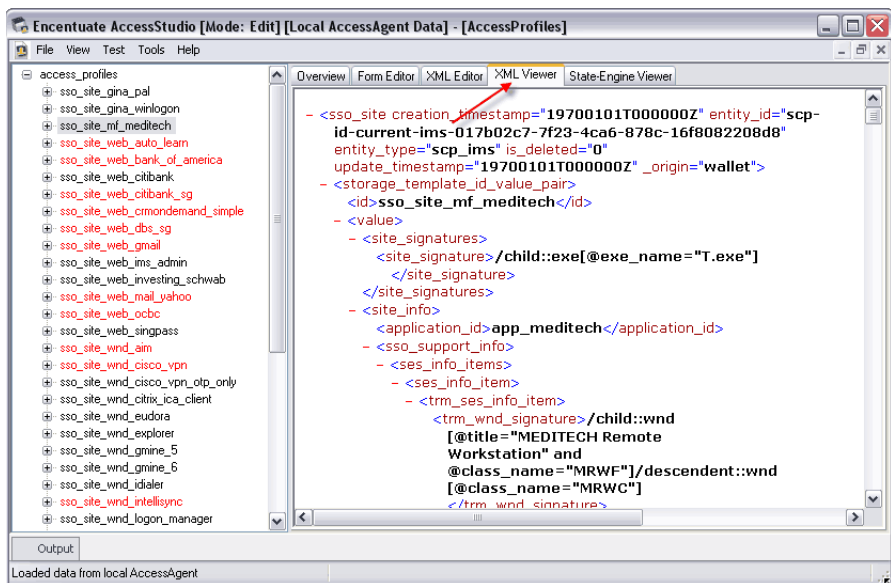 Encentuate AccessStudio [Mode: Edit] [Local AccessAgent Data] - [AccessProfiles]
File View Test Tools Help
access_profiles
sso_site_gina_pal
sso_site_gina_winlogon
sso_site_mf_meditech
sso_site_web_auto_learn
sso_site_web_bank_of_america
sso_site_web_citibank
sso_site_web_citibank_sg
sso_site_web_crmondemand_simple
sso_site_web_dbs_sg
sso_site_web_gmail
sso_site_web_ims_admin
sso_site_web_investing_schwab
sso_site_web_mail_yahoo
sso_site_web_ocbc
sso_site_web_singpass
sso_site_wnd_aim
sso_site_wnd_cisco_vpn
sso_site_wnd_cisco_vpn_otp_only
sso_site_wnd_citrix_ica_client
sso_site_wnd_eudora
sso_site_wnd_explorer
sso_site_wnd_gmine_5
sso_site_wnd_gmine_6
sso_site_wnd_idialer
sso_site_wnd_intellisync
sso_site_wnd_logon_manager
Overview Form Editor XML Editor XML Viewer State-Engine Viewer
- <sso_site creation_timestamp="19700101T000000Z" entity_id="scp-
id-current-ims-017b02c7-7f23-4ca6-878c-16f8082208d8"
entity_type="scp_ims" is_deleted="0"
update_timestamp="19700101T000000Z" _origin="wallet">
- <storage_template_id_value_pair>
<id>sso_site_mf_meditech</id>
- <value>
- <site_signatures>
<site_signature>/child::exe[@exe_name="T.exe"]
</site_signature>
</site_signatures>
- <site_info>
<application_id>app_meditech</application_id>
- <sso_support_info>
- <ses_info_items>
- <ses_info_item>
- <trm_ses_info_item>
<trm_wnd_signature>/child::wnd
[@title="MEDITECH Remote
Workstation" and
@class_name="MRWF"]/descendent::wnd
[@class_name="MRWC"]
</trm_wnd_signature>
Output
Loaded data from local AccessAgent